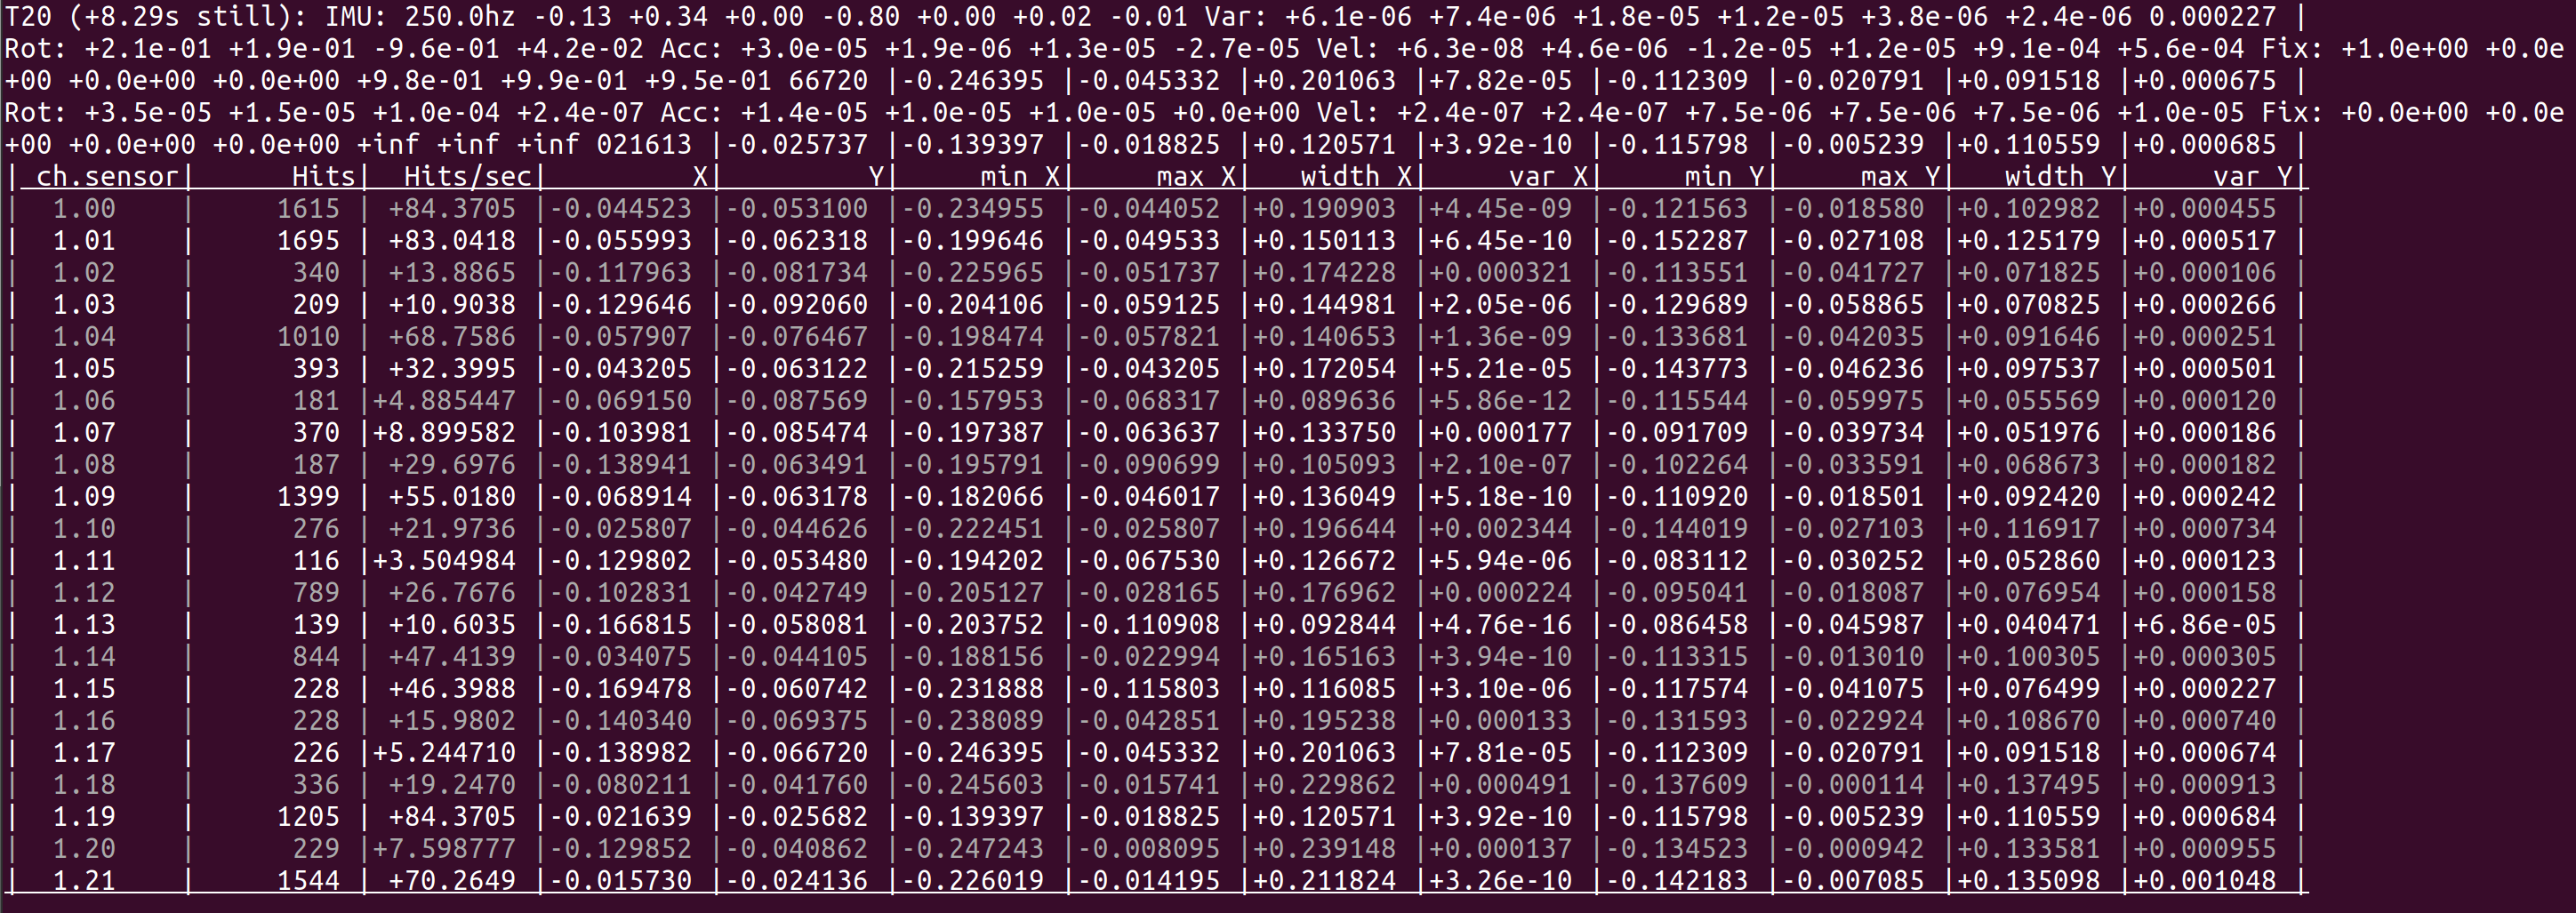 T20 (+8.29s still): IMU: 250.0hz -0.13 +0.34 +0.00 -0.80 +0.00 +0.02 -0.01 Var: +6.1e-06 +7.4e-06 +1.8e-05 +1.2e-05 +3.8e-06 +2.4e-06 0.000227 |
Rot: +2.1e-01 +1.9e-01 -9.6e-01 +4.2e-02 Acc: +3.0e-05 +1.9e-06 +1.3e-05 -2.7e-05 Vel: +6.3e-08 +4.6e-06 -1.2e-05 +1.2e-05 +9.1e-04 +5.6e-04 Fix: +1.0e+00 +0.0e
+00 +0.0e+00 +0.0e+00 +9.8e-01 +9.9e-01 +9.5e-01 66720 |-0.246395 |-0.045332 |+0.201063 |+7.82e-05 |-0.112309 |-0.020791 |+0.091518 |+0.000675 |
Rot: +3.5e-05 +1.5e-05 +1.0e-04 +2.4e-07 Acc: +1.4e-05 +1.0e-05 +1.0e-05 +0.0e+00 Vel: +2.4e-07 +2.4e-07 +7.5e-06 +7.5e-06 +7.5e-06 +1.0e-05 Fix: +0.0e+00 +0.0e
+00 +0.0e+00 +0.0e+00 +inf +inf +inf 021613 |-0.025737 |-0.139397 |-0.018825 |+0.120571 |+3.92e-10 |-0.115798 |-0.005239 |+0.110559 |+0.000685 |
| ch.sensor| Hits| Hits/sec| X| Y| min X| max X| width X| var X| min Y| max Y| width Y| var Y|
| 1.00 | 1615 | +84.3705 |-0.044523 |-0.053100 |-0.234955 |-0.044052 |+0.190903 |+4.45e-09 |-0.121563 |-0.018580 |+0.102982 |+0.000455 |
| 1.01 | 1695 | +83.0418 |-0.055993 |-0.062318 |-0.199646 |-0.049533 |+0.150113 |+6.45e-10 |-0.152287 |-0.027108 |+0.125179 |+0.000517 |
| 1.02 | 340 | +13.8865 |-0.117963 |-0.081734 |-0.225965 |-0.051737 |+0.174228 |+0.000321 |-0.113551 |-0.041727 |+0.071825 |+0.000106 |
| 1.03 | 209 | +10.9038 |-0.129646 |-0.092060 |-0.204106 |-0.059125 |+0.144981 |+2.05e-06 |-0.129689 |-0.058865 |+0.070825 |+0.000266 |
| 1.04 | 1010 | +68.7586 |-0.057907 |-0.076467 |-0.198474 |-0.057821 |+0.140653 |+1.36e-09 |-0.133681 |-0.042035 |+0.091646 |+0.000251 |
| 1.05 | 393 | +32.3995 |-0.043205 |-0.063122 |-0.215259 |-0.043205 |+0.172054 |+5.21e-05 |-0.143773 |-0.046236 |+0.097537 |+0.000501 |
| 1.06 | 181 |+4.885447 |-0.069150 |-0.087569 |-0.157953 |-0.068317 |+0.089636 |+5.86e-12 |-0.115544 |-0.059975 |+0.055569 |+0.000120 |
| 1.07 | 370 |+8.899582 |-0.103981 |-0.085474 |-0.197387 |-0.063637 |+0.133750 |+0.000177 |-0.091709 |-0.039734 |+0.051976 |+0.000186 |
| 1.08 | 187 | +29.6976 |-0.138941 |-0.063491 |-0.195791 |-0.090699 |+0.105093 |+2.10e-07 |-0.102264 |-0.033591 |+0.068673 |+0.000182 |
| 1.09 | 1399 | +55.0180 |-0.068914 |-0.063178 |-0.182066 |-0.046017 |+0.136049 |+5.18e-10 |-0.110920 |-0.018501 |+0.092420 |+0.000242 |
| 1.10 | 276 | +21.9736 |-0.025807 |-0.044626 |-0.222451 |-0.025807 |+0.196644 |+0.002344 |-0.144019 |-0.027103 |+0.116917 |+0.000734 |
| 1.11 | 116 |+3.504984 |-0.129802 |-0.053480 |-0.194202 |-0.067530 |+0.126672 |+5.94e-06 |-0.083112 |-0.030252 |+0.052860 |+0.000123 |
| 1.12 | 789 | +26.7676 |-0.102831 |-0.042749 |-0.205127 |-0.028165 |+0.176962 |+0.000224 |-0.095041 |-0.018087 |+0.076954 |+0.000158 |
| 1.13 | 139 | +10.6035 |-0.166815 |-0.058081 |-0.203752 |-0.110908 |+0.092844 |+4.76e-16 |-0.086458 |-0.045987 |+0.040471 |+6.86e-05 |
| 1.14 | 844 | +47.4139 |-0.034075 |-0.044105 |-0.188156 |-0.022994 |+0.165163 |+3.94e-10 |-0.113315 |-0.013010 |+0.100305 |+0.000305 |
| 1.15 | 228 | +46.3988 |-0.169478 |-0.060742 |-0.231888 |-0.115803 |+0.116085 |+3.10e-06 |-0.117574 |-0.041075 |+0.076499 |+0.000227 |
| 1.16 | 228 | +15.9802 |-0.140340 |-0.069375 |-0.238089 |-0.042851 |+0.195238 |+0.000133 |-0.131593 |-0.022924 |+0.108670 |+0.000740 |
| 1.17 | 226 |+5.244710 |-0.138982 |-0.066720 |-0.246395 |-0.045332 |+0.201063 |+7.81e-05 |-0.112309 |-0.020791 |+0.091518 |+0.000674 |
| 1.18 | 336 | +19.2470 |-0.080211 |-0.041760 |-0.245603 |-0.015741 |+0.229862 |+0.000491 |-0.137609 |-0.000114 |+0.137495 |+0.000913 |
| 1.19 | 1205 | +84.3705 |-0.021639 |-0.025682 |-0.139397 |-0.018825 |+0.120571 |+3.92e-10 |-0.115798 |-0.005239 |+0.110559 |+0.000684 |
| 1.20 | 229 |+7.598777 |-0.129852 |-0.040862 |-0.247243 |-0.008095 |+0.239148 |+0.000137 |-0.134523 |-0.000942 |+0.133581 |+0.000955 |
| 1.21 | 1544 | +70.2649 |-0.015730 |-0.024136 |-0.226019 |-0.014195 |+0.211824 |+3.26e-10 |-0.142183 |-0.007085 |+0.135098 |+0.001048 |